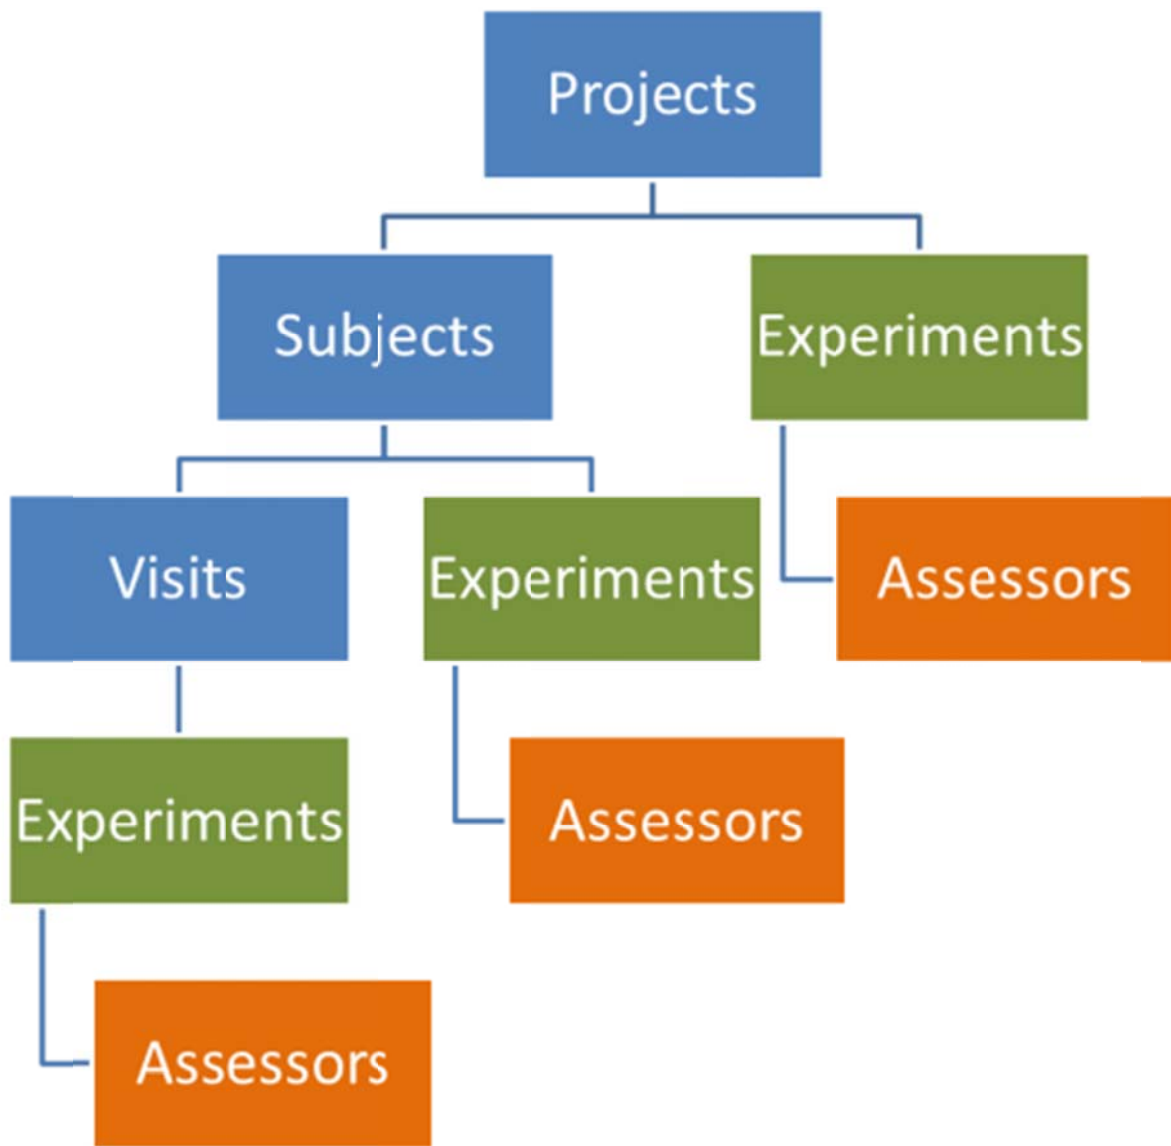 Projects
Subjects
Experiments
Visits
Experiments
Assessors
Experiments
Assessors
Assessors